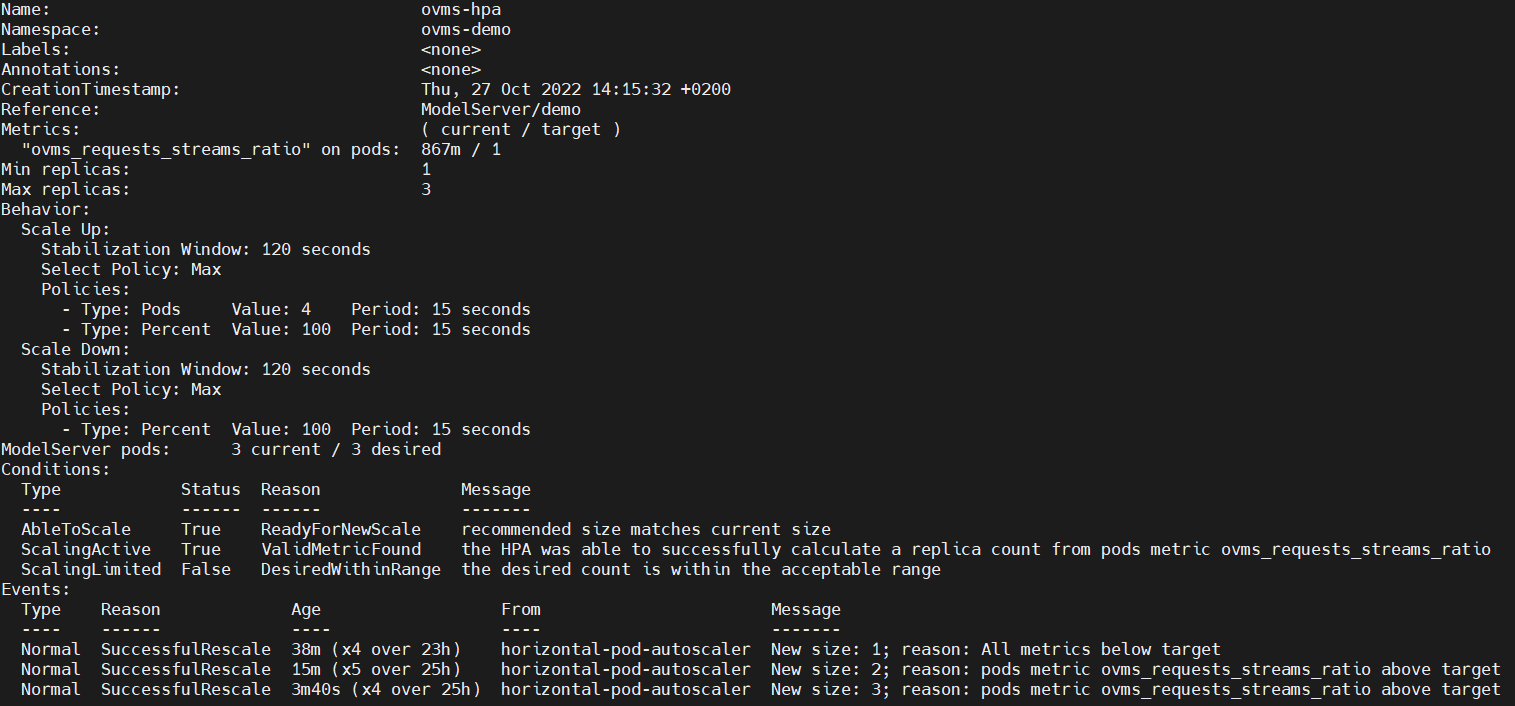 Name:                                     ovms-hpa
Namespace:                                ovms-demo
Labels:                                   <none>
Annotations:                              <none>
CreationTimestamp:                        Thu, 27 Oct 2022 14:15:32 +0200
Reference:                                ModelServer/demo
Metrics:                                  ( current / target )
  "ovms_requests_streams_ratio" on pods:  867m / 1
Min replicas:                             1
Max replicas:                             3
Behavior:
  Scale Up:
    Stabilization Window: 120 seconds
    Select Policy: Max
    Policies:
      - Type: Pods     Value: 4    Period: 15 seconds
      - Type: Percent  Value: 100  Period: 15 seconds
  Scale Down:
    Stabilization Window: 120 seconds
    Select Policy: Max
    Policies:
      - Type: Percent  Value: 100  Period: 15 seconds
ModelServer pods:      3 current / 3 desired
Conditions:
  Type            Status  Reason              Message
  ----            ------  ------              -------
  AbleToScale     True    ReadyForNewScale    recommended size matches current size
  ScalingActive   True    ValidMetricFound    the HPA was able to successfully calculate a replica count from pods metric ovms_requests_streams_ratio
  ScalingLimited  False   DesiredWithinRange  the desired count is within the acceptable range
Events:
  Type    Reason             Age                  From                       Message
  ----    ------             ----                 ----                       -------
  Normal  SuccessfulRescale  38m (x4 over 23h)    horizontal-pod-autoscaler  New size: 1; reason: All metrics below target
  Normal  SuccessfulRescale  15m (x5 over 25h)    horizontal-pod-autoscaler  New size: 2; reason: pods metric ovms_requests_streams_ratio above target
  Normal  SuccessfulRescale  3m40s (x4 over 25h)  horizontal-pod-autoscaler  New size: 3; reason: pods metric ovms_requests_streams_ratio above target